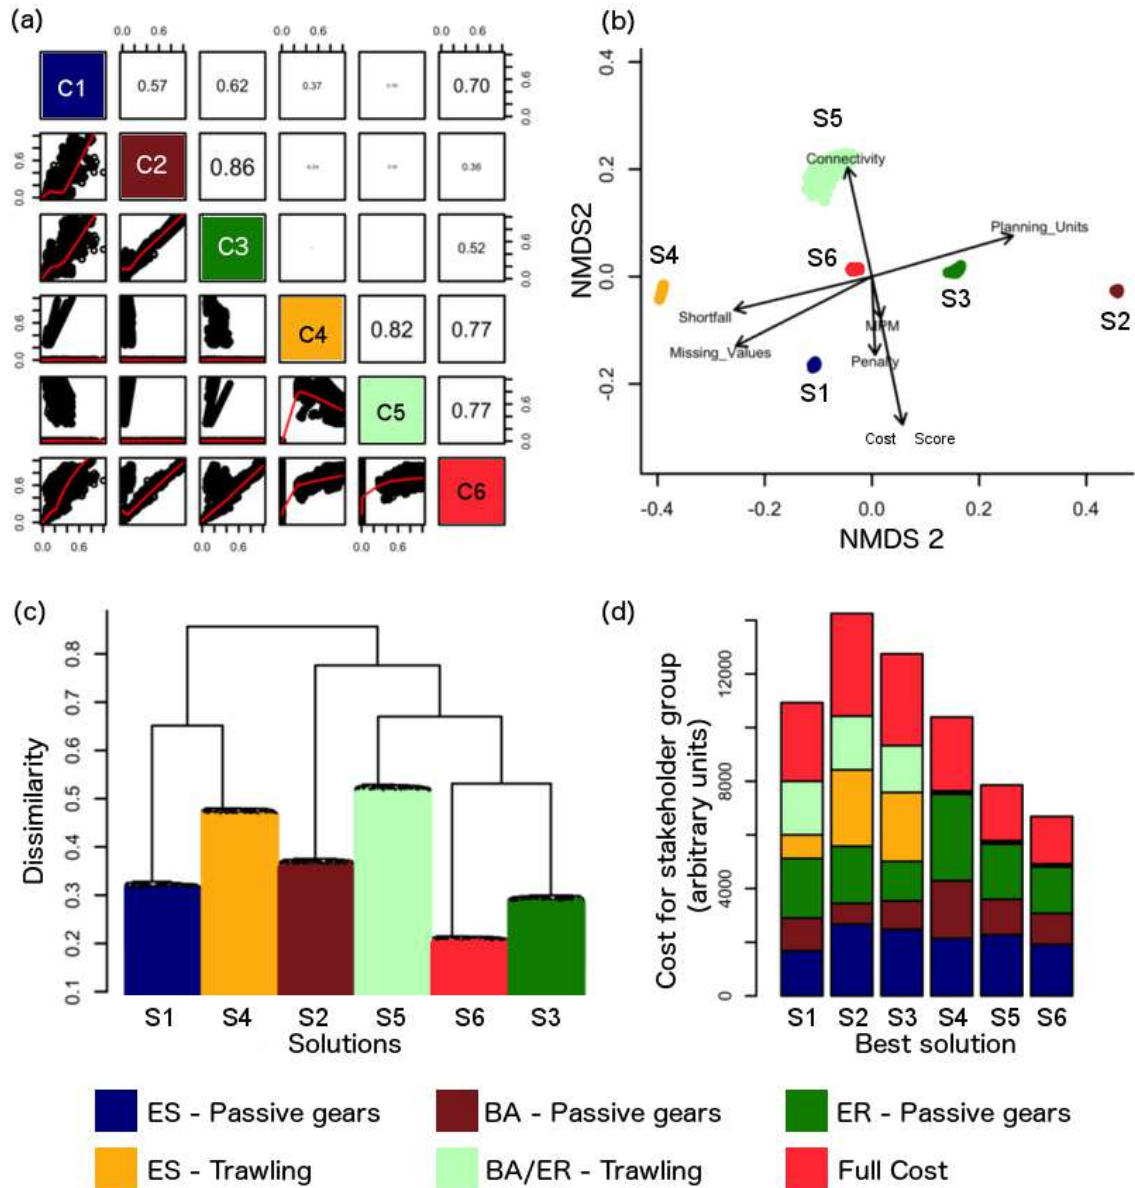 (a)
0.0 0.6
0.0 0.6
0.0 0.6
C1
0.57
0.62
0.37
0.70
0.0 0.6
0.0 0.6
C2
0.86
0.36
C3
0.52
0.0 0.6
0.0 0.6
C4
0.82
0.77
C5
0.77
0.0 0.6
0.0 0.6
C6
0.0 0.6
0.0 0.6
0.0 0.6
(b)
NMDS2
0.4
0.2
0.0
-0.2
S5
Connectivity
Planning_Units
S4
S6
S3
S2
Shortfall
MPM
Missing_Values
Penalty
S1
Cost Score
-0.4 -0.2 0.0 0.2 0.4
NMDS 2
(c)
Dissimilarity
0.8
0.7
0.6
0.5
0.4
0.3
0.2
0.1
S1 S4 S2 S5 S6 S3
Solutions
(d)
Cost for stakeholder group
(arbitrary units)
12000
8000
4000
0
S1 S2 S3 S4 S5 S6
Best solution
ES - Passive gears
BA - Passive gears
ER - Passive gears
ES - Trawling
BA/ER - Trawling
Full Cost